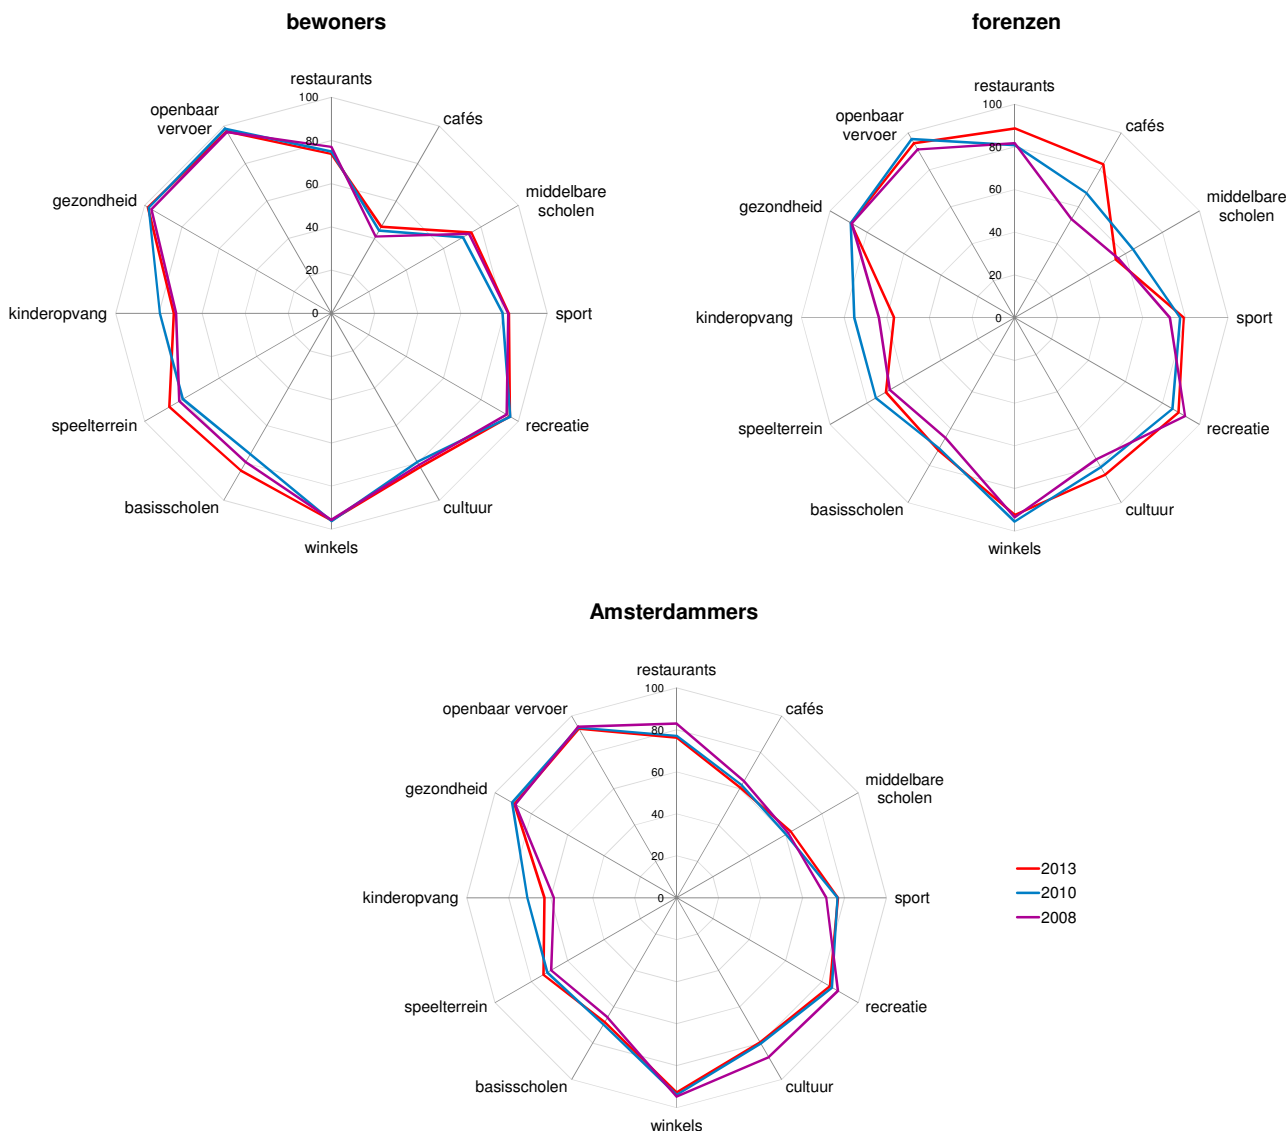 bewoners
restaurants
cafés
middelbare
scholen
sport
recreatie
cultuur
winkels
basisscholen
speelterrein
kinderopvang
gezondheid
openbaar
vervoer
100
80
60
40
20
0
forenzen
restaurants
cafés
middelbare
scholen
sport
recreatie
cultuur
winkels
basisscholen
speelterrein
kinderopvang
gezondheid
openbaar
vervoer
100
80
60
40
20
0
Amsterdammers
restaurants
cafés
middelbare
scholen
sport
recreatie
cultuur
winkels
basisscholen
speelterrein
kinderopvang
gezondheid
openbaar vervoer
100
80
60
40
20
0
2013
2010
2008